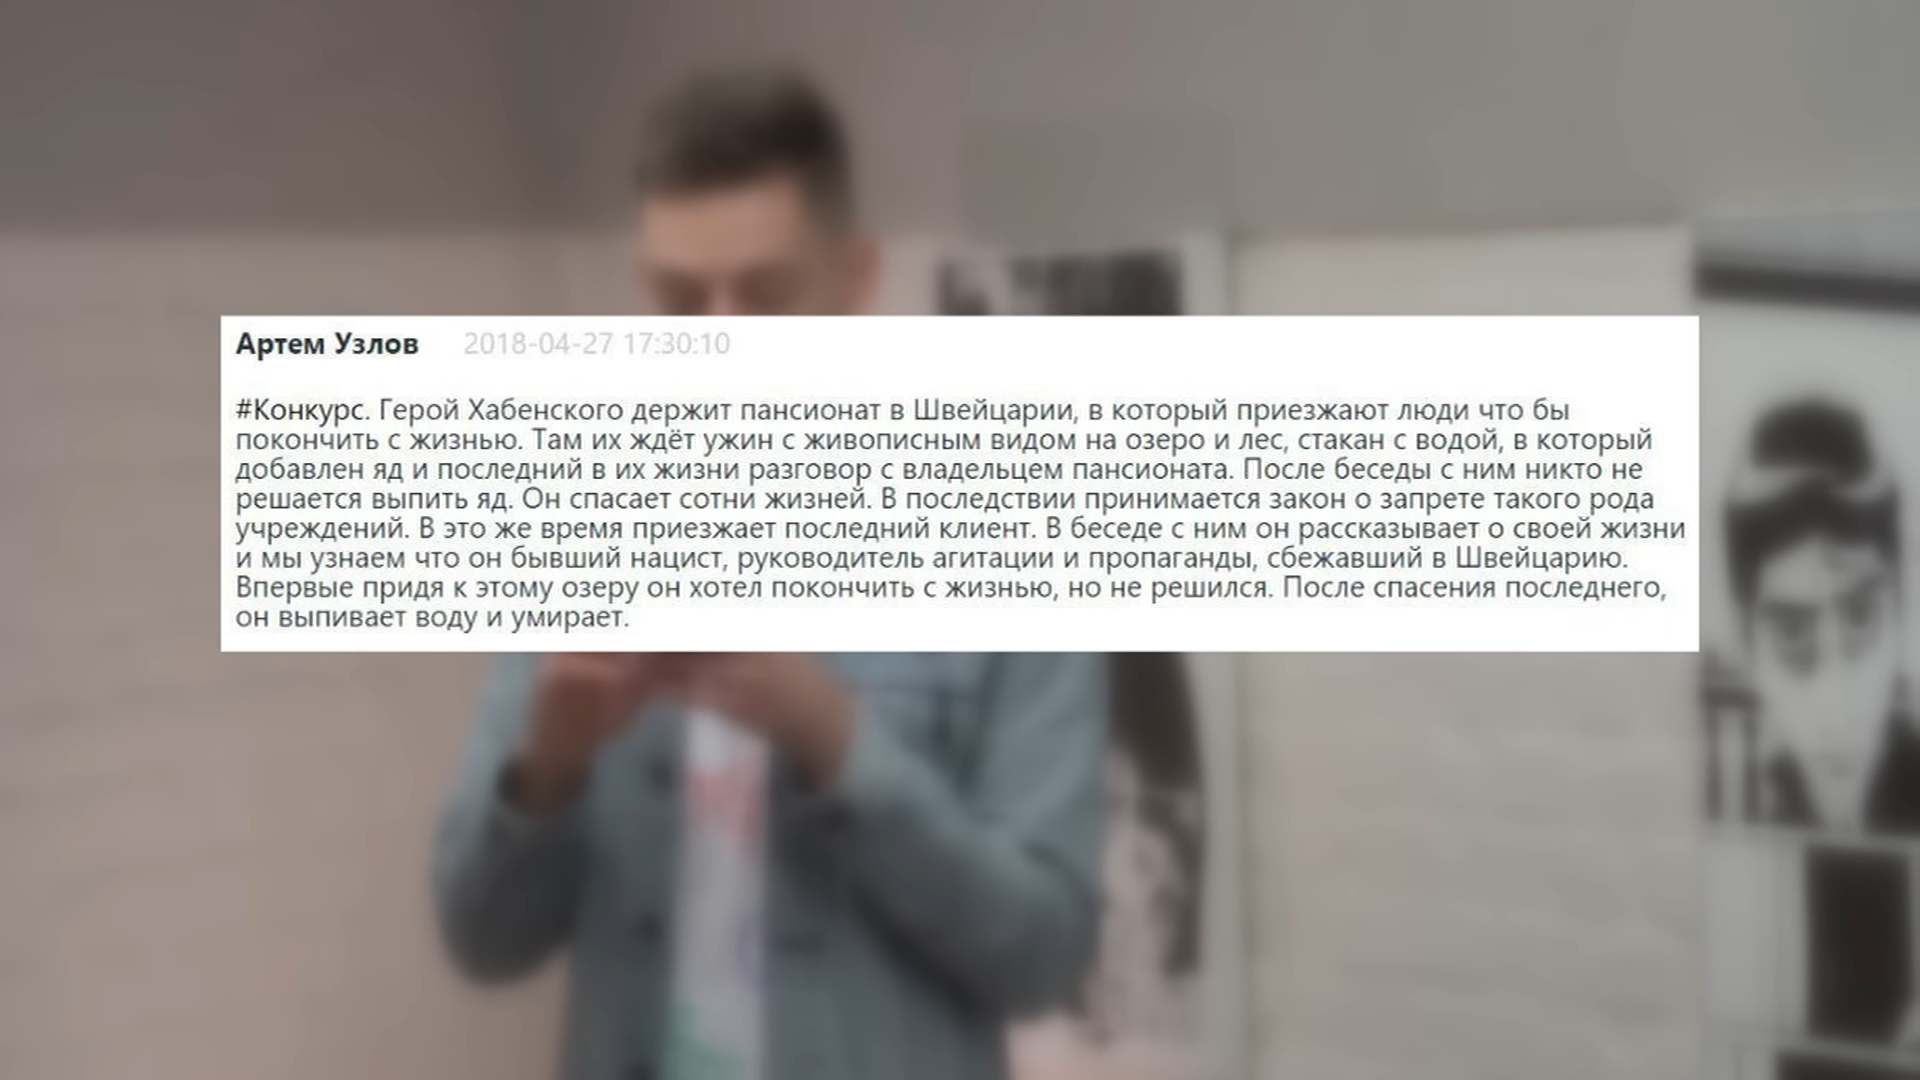 Артем Узлов 2018-04-27 17:30:10
#Конкурс. Герой Хабенского держит пансионат в Швейцарии, в который приезжают люди что бы
покончить с жизнью. Там их ждёт ужин с живописным видом на озеро и лес, стакан с водой, в который
добавлен яд и последний в их жизни разговор с владельцем пансионата. После беседы с ним никто не
решается выпить яд. Он спасает сотни жизней. В последствии принимается закон о запрете такого рода
учреждений. В это же время приезжает последний клиент. В беседе с ним он рассказывает о своей жизни
и мы узнаем что он бывший нацист, руководитель агитации и пропаганды, сбежавший в Швейцарию.
Впервые придя к этому озеру он хотел покончить с жизнью, но не решился. После спасения последнего,
он выпивает воду и умирает.